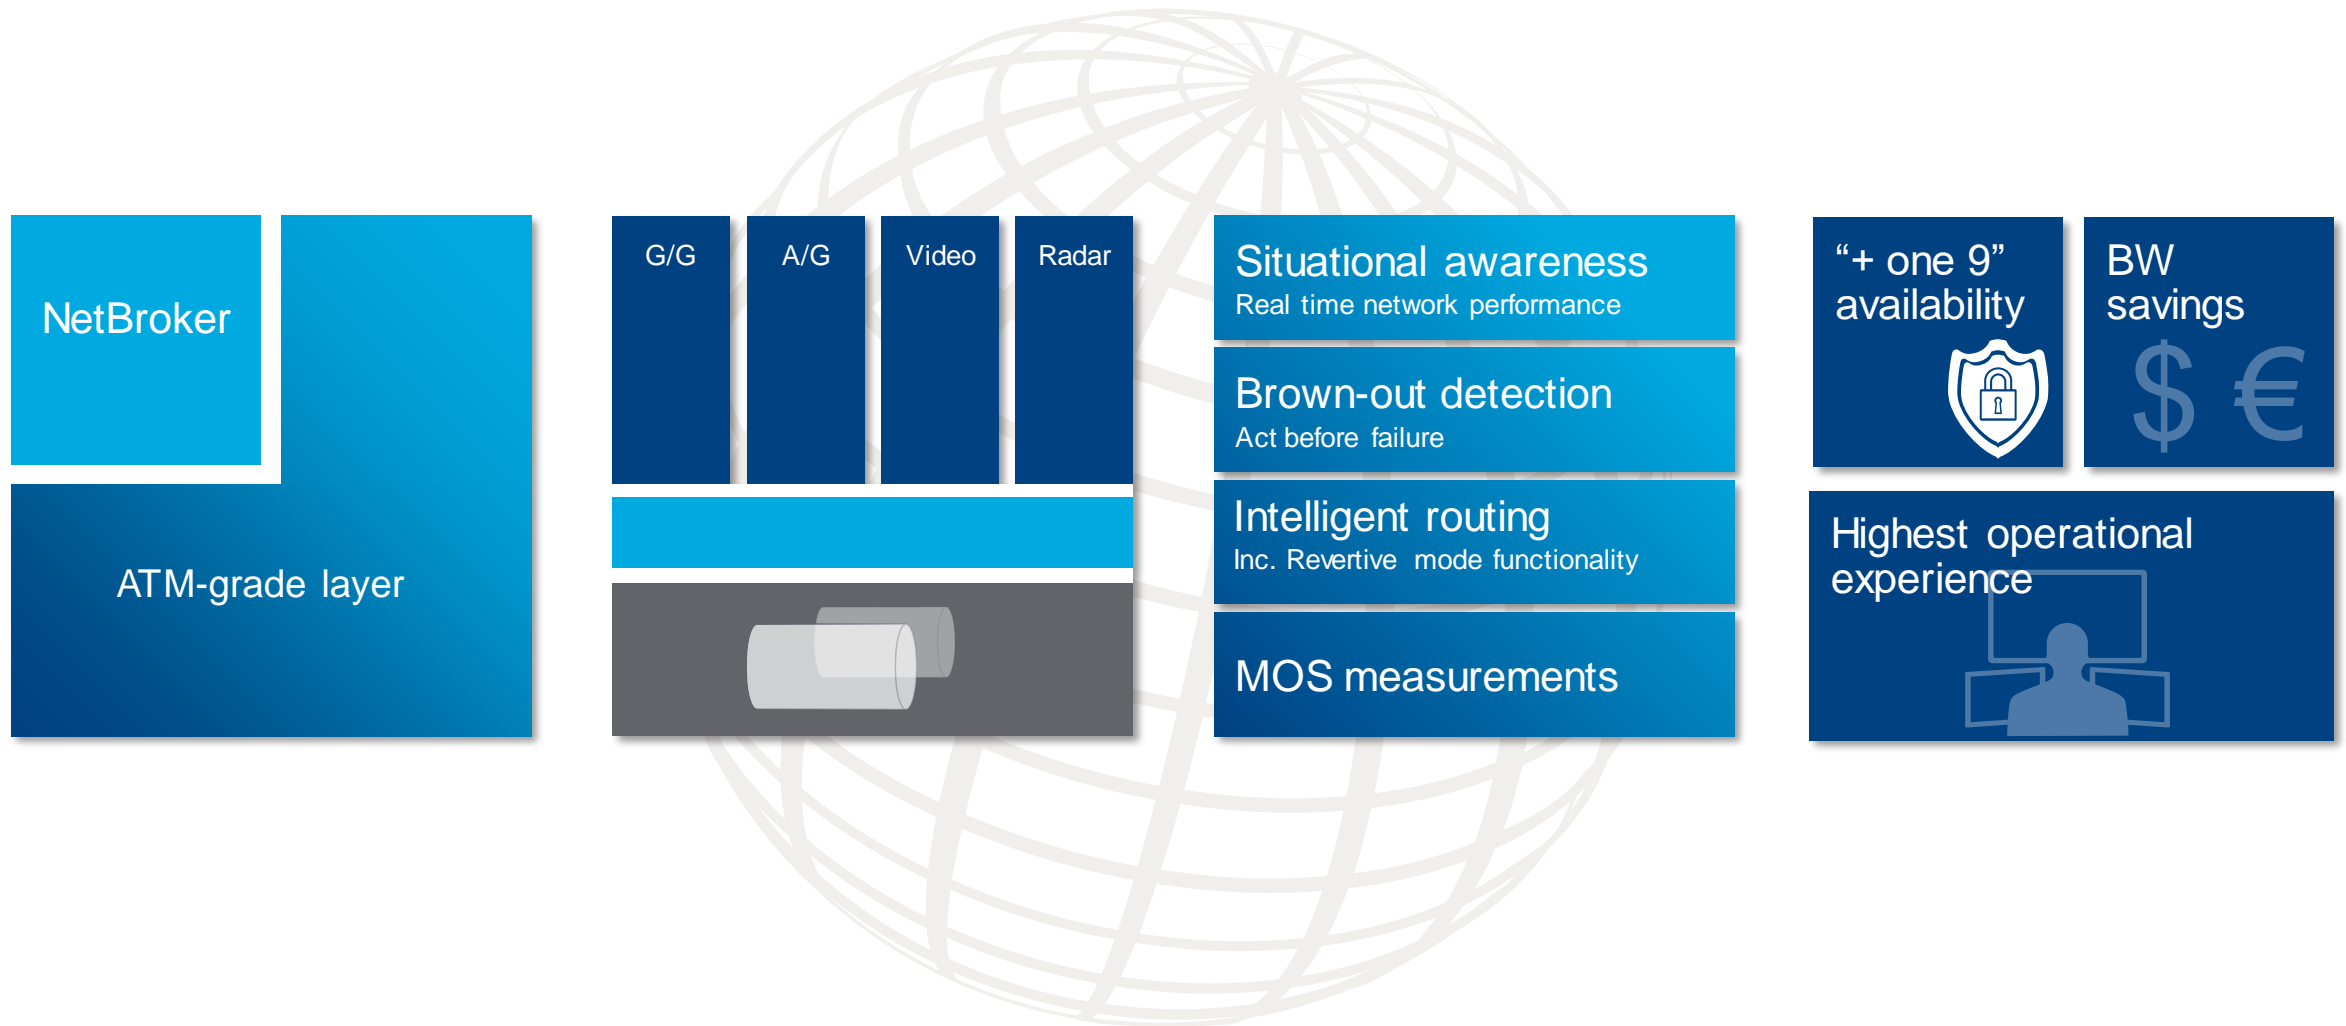 NetBroker
ATM-grade layer
G/G
A/G
Video
Radar
Situational awareness
Real time network performance
Brown-out detection
Act before failure
Intelligent routing
Inc. Revertive mode functionality
MOS measurements
“+ one 9”
availability
BW
savings
$ €
Highest operational
experience